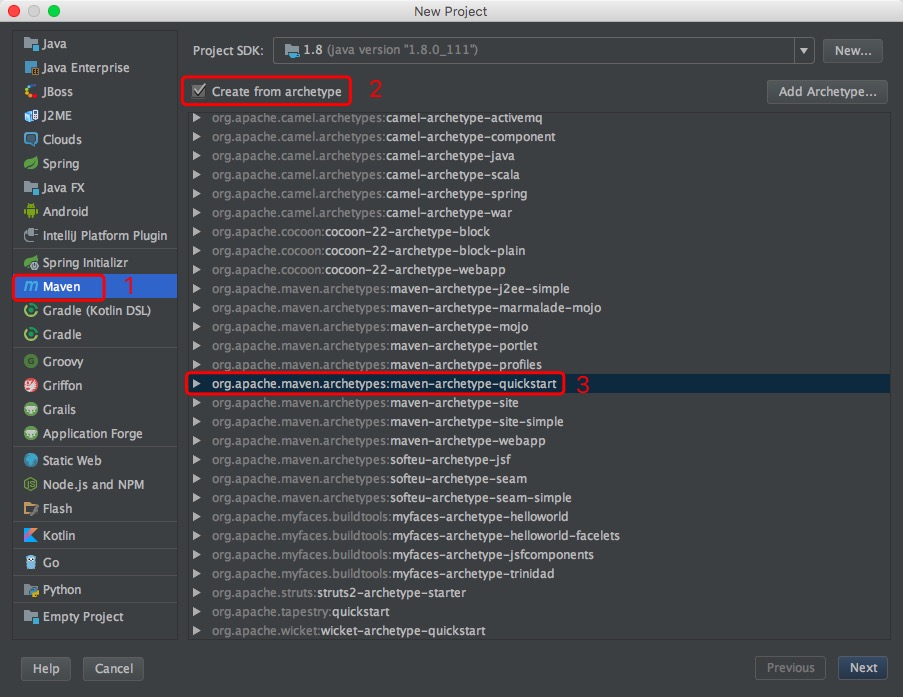 New Project
Java
Java Enterprise
JBoss
J2ME
Clouds
Spring
Java FX
Android
IntelliJ Platform Plugin
Spring Initializr
Maven
1
Gradle (Kotlin DSL)
Gradle
Groovy
Griffon
Grails
Application Forge
Static Web
Node.js and NPM
Flash
Kotlin
Go
Python
Empty Project
Project SDK:
1.8 (java version "1.8.0_111")
New...
Create from archetype
2
Add Archetype...
org.apache.camel.archetypes:camel-archetype-activemq
org.apache.camel.archetypes:camel-archetype-component
org.apache.camel.archetypes:camel-archetype-java
org.apache.camel.archetypes:camel-archetype-scala
org.apache.camel.archetypes:camel-archetype-spring
org.apache.camel.archetypes:camel-archetype-war
org.apache.cocoon:cocoon-22-archetype-block
org.apache.cocoon:cocoon-22-archetype-block-plain
org.apache.cocoon:cocoon-22-archetype-webapp
org.apache.maven.archetypes:maven-archetype-j2ee-simple
org.apache.maven.archetypes:maven-archetype-marmalade-mojo
org.apache.maven.archetypes:maven-archetype-mojo
org.apache.maven.archetypes:maven-archetype-portlet
org.apache.maven.archetypes:maven-archetype-profiles
org.apache.maven.archetypes:maven-archetype-quickstart
3
org.apache.maven.archetypes:maven-archetype-site
org.apache.maven.archetypes:maven-archetype-site-simple
org.apache.maven.archetypes:maven-archetype-webapp
org.apache.maven.archetypes:softeu-archetype-jsf
org.apache.maven.archetypes:softeu-archetype-seam
org.apache.maven.archetypes:softeu-archetype-seam-simple
org.apache.myfaces.buildtools:myfaces-archetype-helloworld
org.apache.myfaces.buildtools:myfaces-archetype-helloworld-facelets
org.apache.myfaces.buildtools:myfaces-archetype-jsfcomponents
org.apache.myfaces.buildtools:myfaces-archetype-trinidad
org.apache.struts:struts2-archetype-starter
org.apache.tapestry:quickstart
org.apache.wicket:wicket-archetype-quickstart
Help
Cancel
Previous
Next